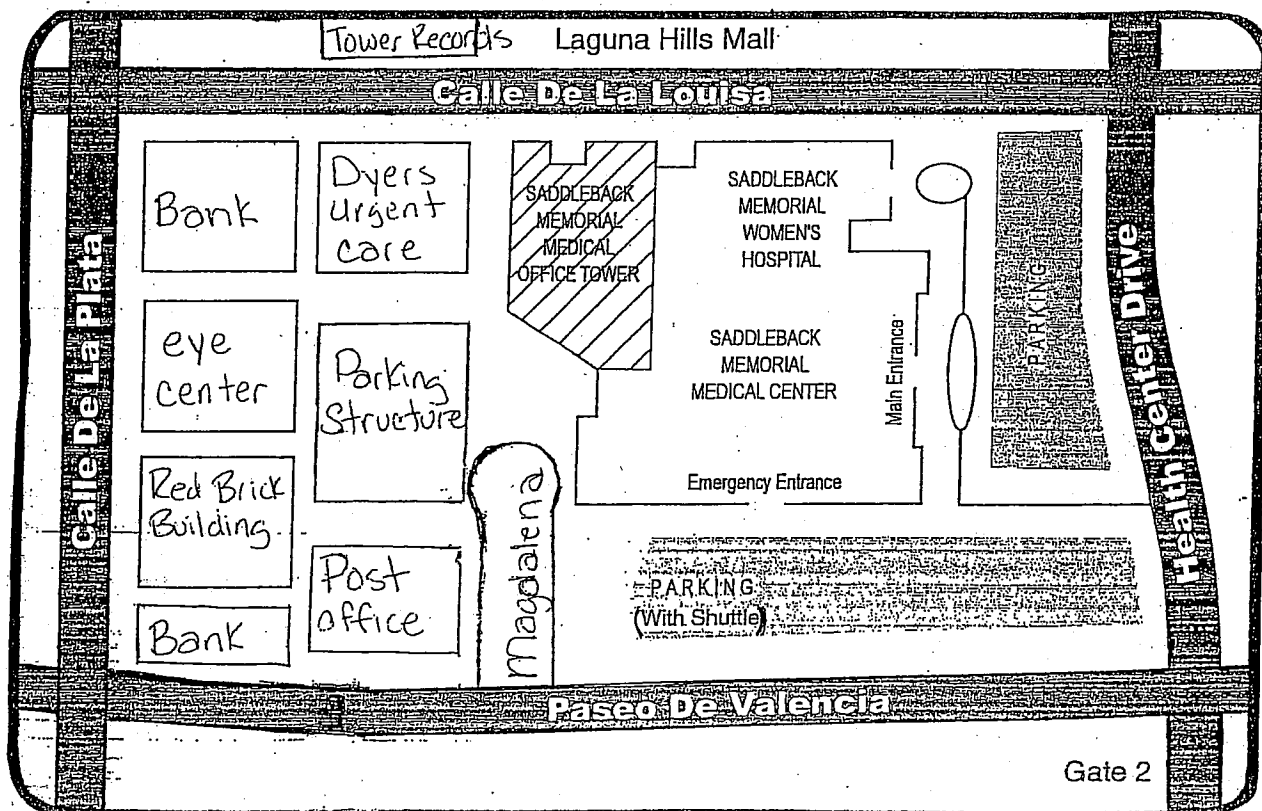 Tower Records
Laguna Hills Mall
Calle De La Louisa
Bank
Dyers
urgent
care
SADDLEBACK
MEMORIAL
MEDICAL
OFFICE TOWER
SADDLEBACK
MEMORIAL
WOMEN'S
HOSPITAL
PARKING
Health Center Drive
Calle De La Plata
eye
center
Parking
Structure
SADDLEBACK
MEMORIAL
MEDICAL CENTER
Main Entrance
Red Brick
Building
Emergency Entrance
Magdalena
Post
office
PARKING
(With Shuttle)
Bank
Paseo De Valencia
Gate 2